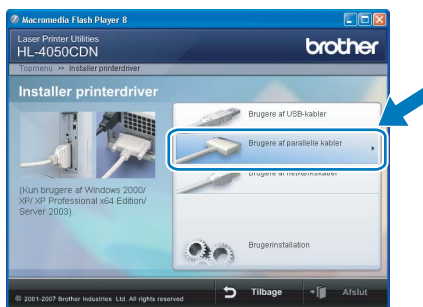 Macromedia Flash Player 8
Laser Printer Utilities
HL-4050CDN
brother
Topmenu >> Installer printerdriver
Installer printerdriver
Brugere af USB-kabler
Brugere af parallelle kabler
Brugere af netværkskabel
(Kun brugere af Windows 2000/
XP/ XP Professional x64 Edition/
Server 2003).
Brugerinstallation
© 2001-2007 Brother Industries Ltd. All rights reserved
Tilbage
Afslut